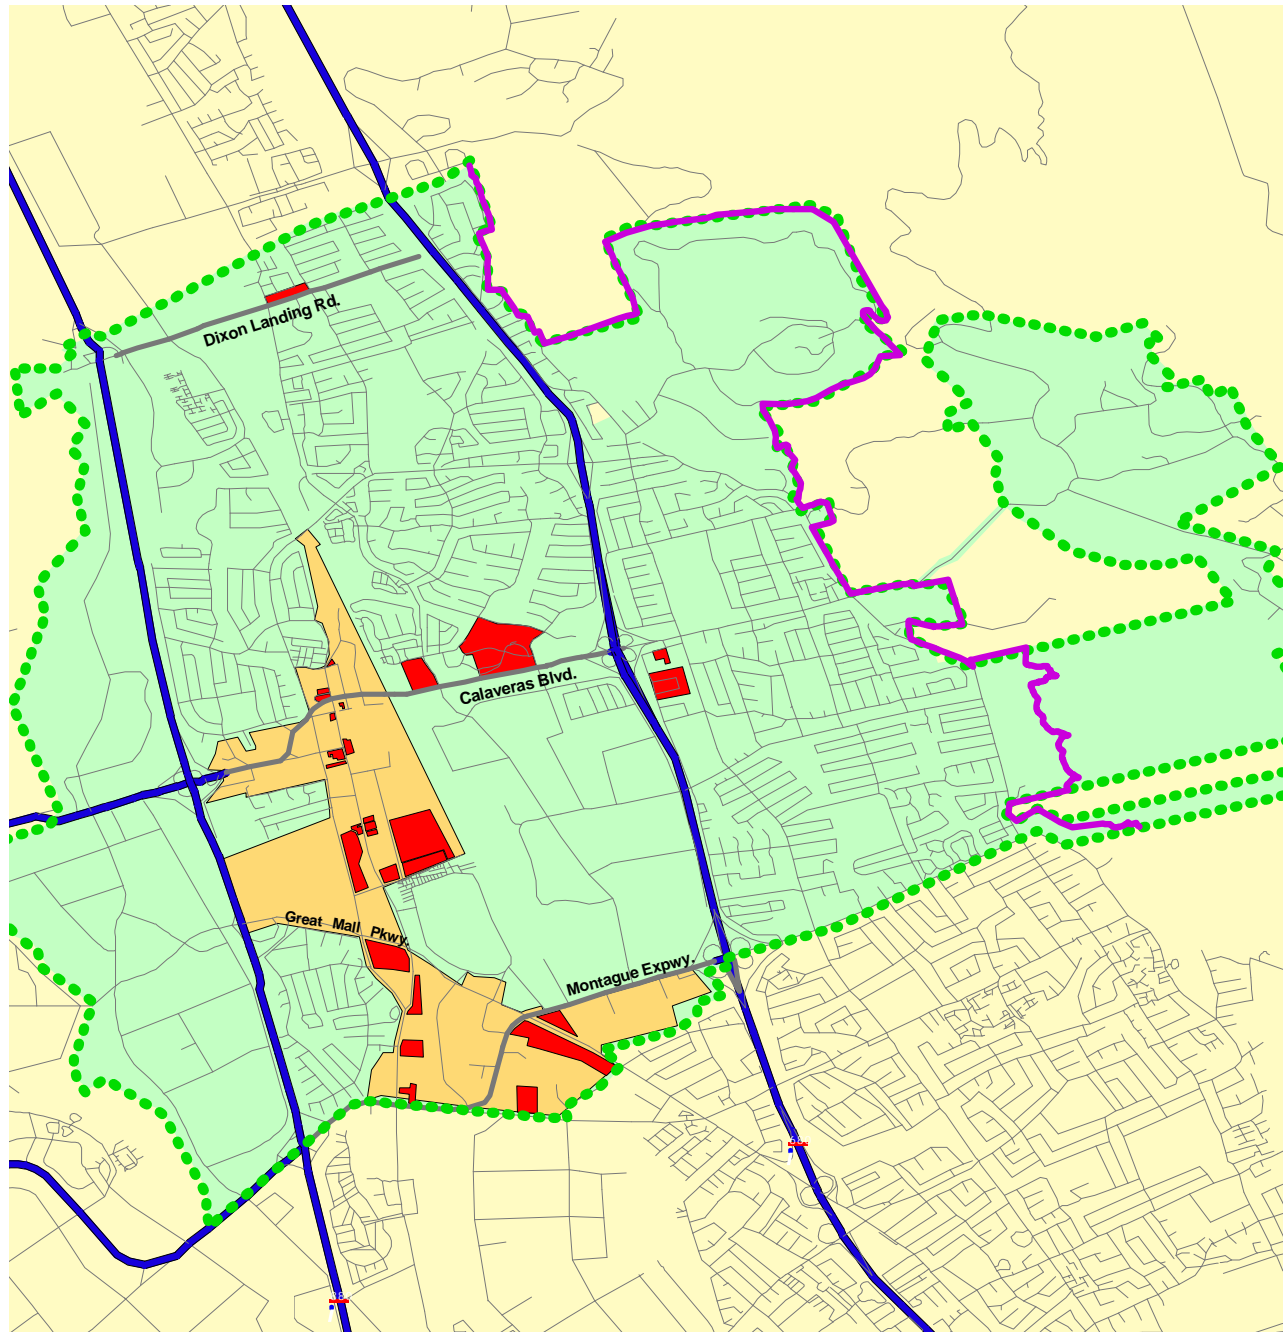 Dixon Landing Rd.
Calaveras Blvd.
Great Mall Pkwy.
Montague Expwy.